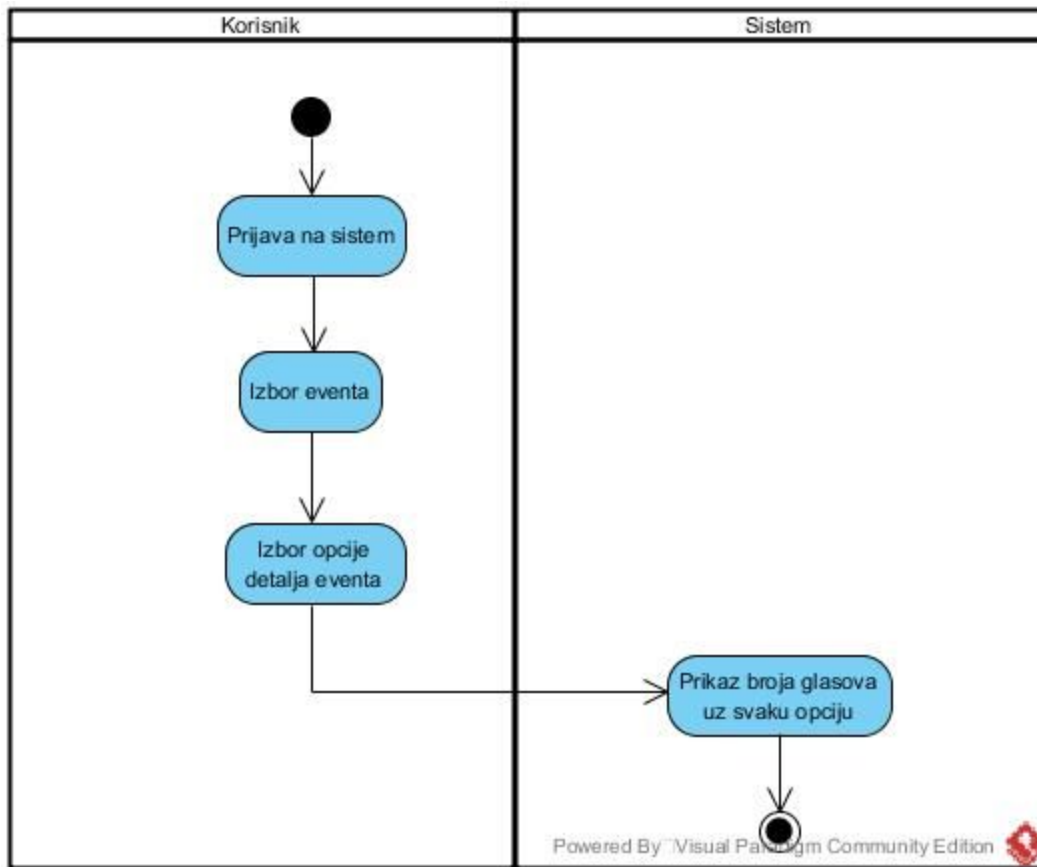 Korisnik
Sistem
Prijava na sistem
Izbor eventa
Izbor opcije
detalja eventa
Prikaz broja glasova
uz svaku opciju
Powered By Visual Paradigm Community Edition